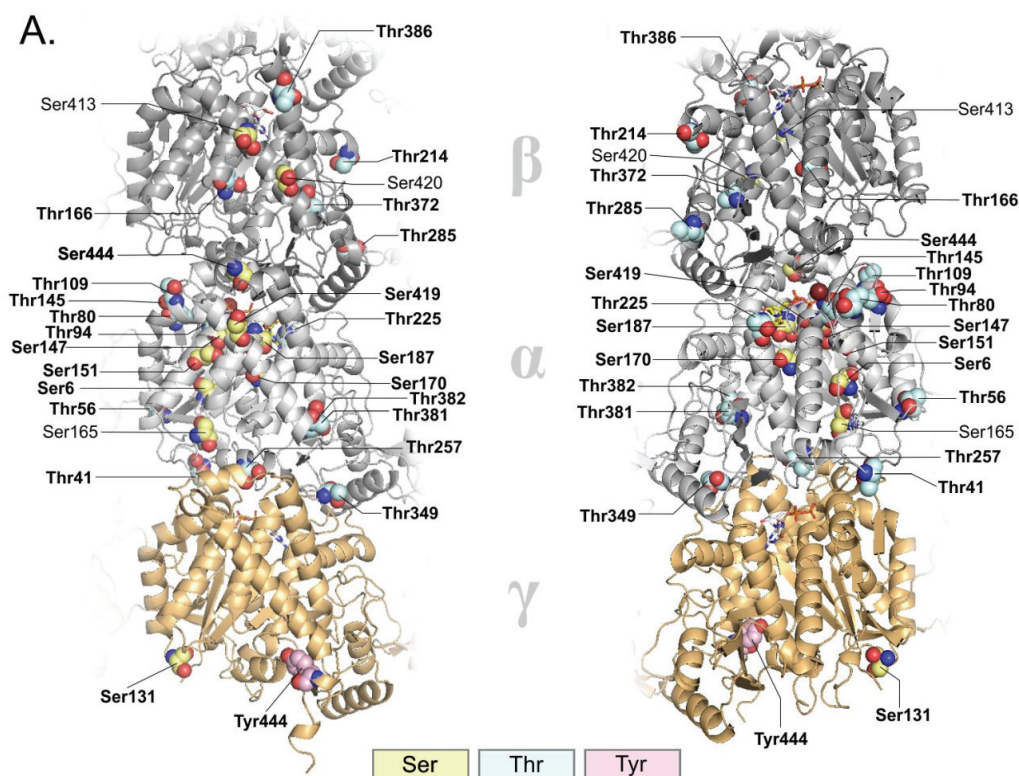 A.
Thr386
Ser413
Thr214
Ser420
Thr372
Thr166
Thr285
Ser444
Thr109
Thr145
Thr80
Thr94
Ser147
Ser151
Ser6
Thr56
Ser165
Thr41
Ser419
Thr225
Ser187
Ser170
Thr382
Thr381
Thr257
Thr349
Ser131
Tyr444
β
α
γ
Thr386
Ser413
Thr214
Ser420
Thr372
Thr166
Thr285
Ser444
Ser419
Thr145
Thr109
Thr94
Thr80
Thr225
Ser187
Ser147
Ser151
Ser170
Ser6
Thr382
Thr56
Thr381
Ser165
Thr257
Thr41
Thr349
Tyr444
Ser131
Ser
Thr
Tyr